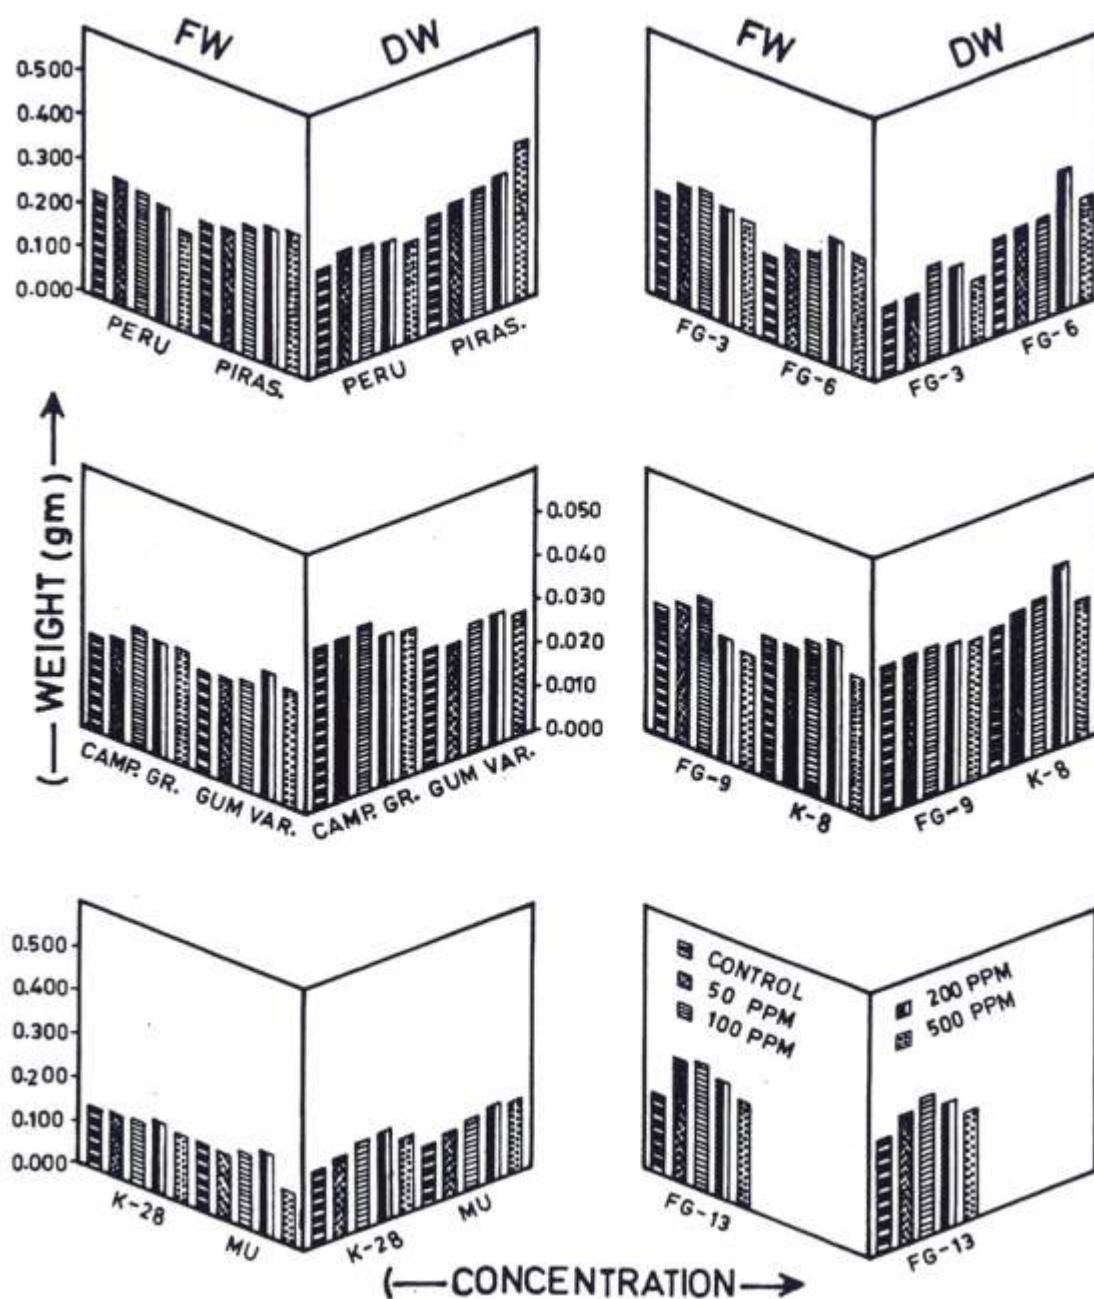 FW DW
0.500
0.400
0.300
0.200
0.100
0.000
PERU PIRAS. PERU PIRAS.
FW DW
FG-3 FG-6 FG-3 FG-6
(— WEIGHT (gm) —→
0.050
0.040
0.030
0.020
0.010
0.000
CAMP. GR. GUM VAR. CAMP. GR. GUM VAR.
FG-9 K-8 FG-9 K-8
0.500
0.400
0.300
0.200
0.100
0.000
K-28 MU K-28 MU
CONTROL
50 PPM
100 PPM
200 PPM
500 PPM
FG-13 FG-13
(— CONCENTRATION —→